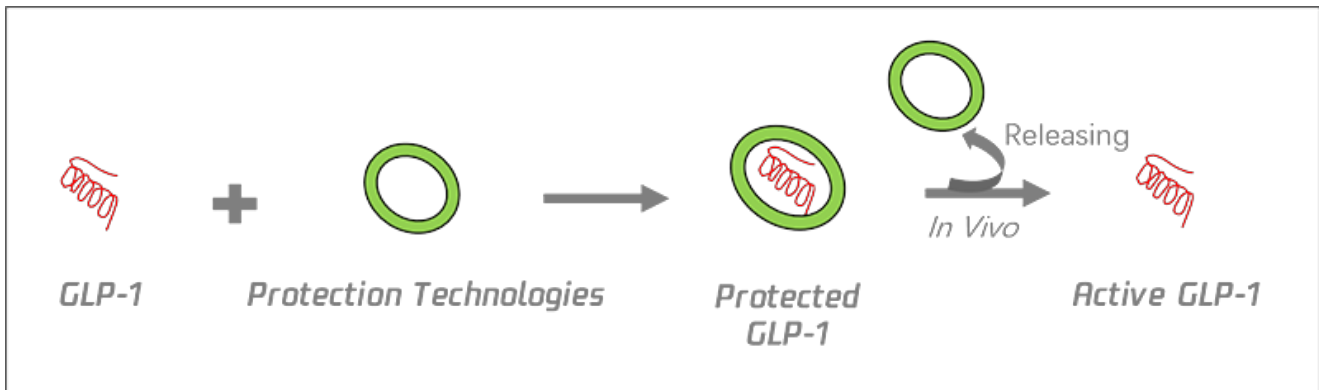 Releasing
In Vivo
GLP-1
Protection Technologies
Protected
GLP-1
Active GLP-1